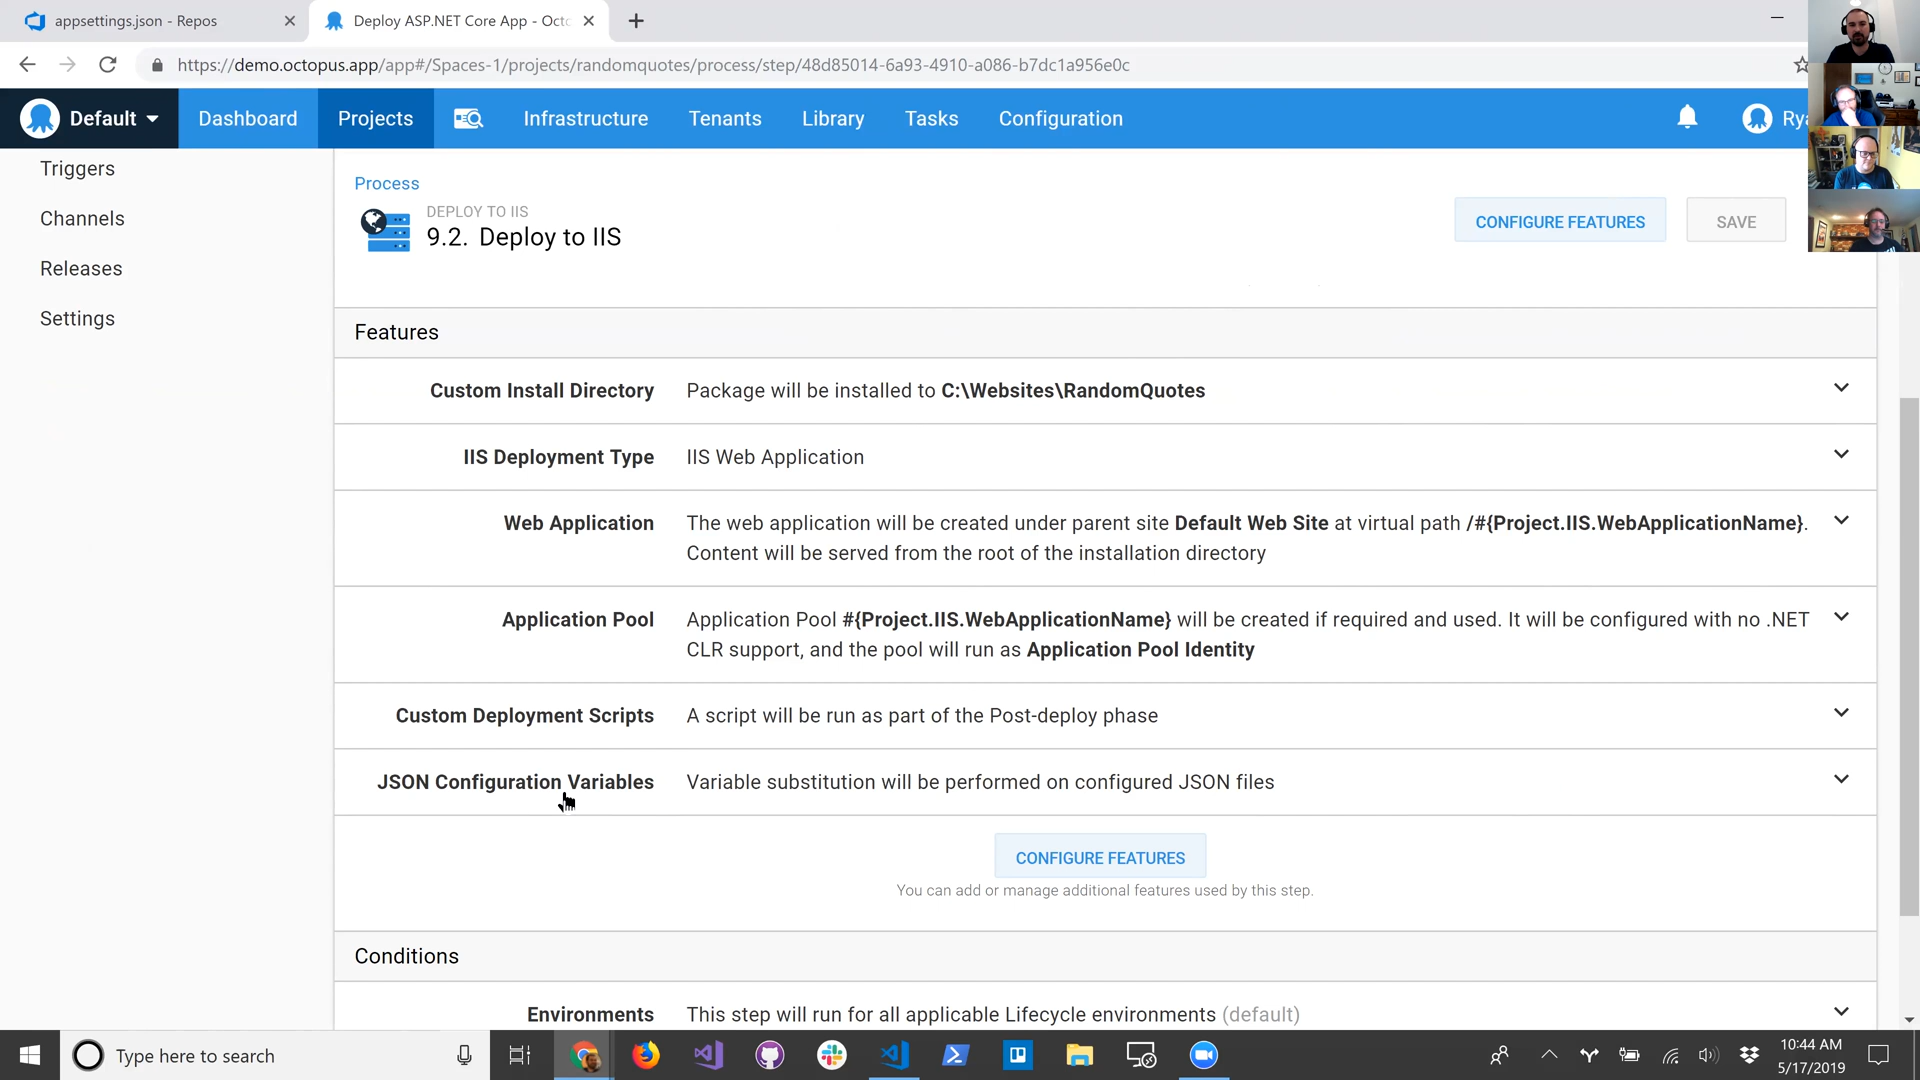 appsettings.json - Repos
Deploy ASP.NET Core App - Octo
https://demo.octopus.app/app#/Spaces-1/projects/randomquotes/process/step/48d85014-6a93-4910-a086-b7dc1a956e0c
Default
Dashboard
Projects
Infrastructure
Tenants
Library
Tasks
Configuration
Rya
Triggers
Channels
Releases
Settings
Process
DEPLOY TO IIS
9.2. Deploy to IIS
CONFIGURE FEATURES
SAVE
Features
Custom Install Directory Package will be installed to C:\Websites\RandomQuotes
IIS Deployment Type IIS Web Application
Web Application The web application will be created under parent site Default Web Site at virtual path /#{Project.IIS.WebApplicationName}.
Content will be served from the root of the installation directory
Application Pool Application Pool #{Project.IIS.WebApplicationName} will be created if required and used. It will be configured with no .NET
CLR support, and the pool will run as Application Pool Identity
Custom Deployment Scripts A script will be run as part of the Post-deploy phase
JSON Configuration Variables Variable substitution will be performed on configured JSON files
CONFIGURE FEATURES
You can add or manage additional features used by this step.
Conditions
Environments This step will run for all applicable Lifecycle environments (default)
Type here to search
10:44 AM
5/17/2019